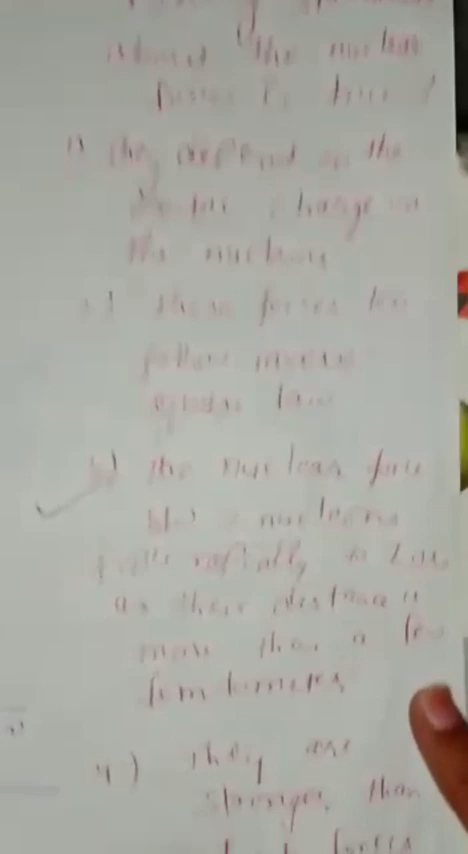 about the nuclear
forces is true?
1) they depend on the
charge on
the nucleons
2) these forces
follow inverse
square law
3) the nuclear force
b/w 2 nucleons
falls rapidly to
as their distance is
more than a few
femtometres
4) they are
stronger than
forces